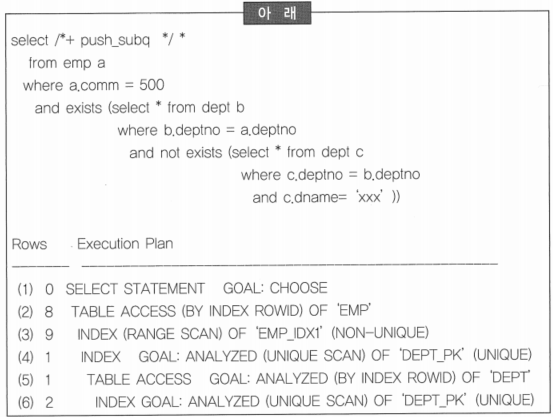 아 래
select /*+ push_subq */ *
from emp a
where a.comm = 500
and exists (select * from dept b
where b.deptno = a.deptno
and not exists (select * from dept c
where c.deptno = b.deptno
and c.dname= 'xxx' ))
Rows Execution Plan
(1) 0 SELECT STATEMENT GOAL: CHOOSE
(2) 8 TABLE ACCESS (BY INDEX ROWID) OF 'EMP'
(3) 9 INDEX (RANGE SCAN) OF 'EMP_IDX1' (NON-UNIQUE)
(4) 1 INDEX GOAL: ANALYZED (UNIQUE SCAN) OF 'DEPT_PK' (UNIQUE)
(5) 1 TABLE ACCESS GOAL: ANALYZED (BY INDEX ROWID) OF 'DEPT'
(6) 2 INDEX GOAL: ANALYZED (UNIQUE SCAN) OF 'DEPT_PK' (UNIQUE)